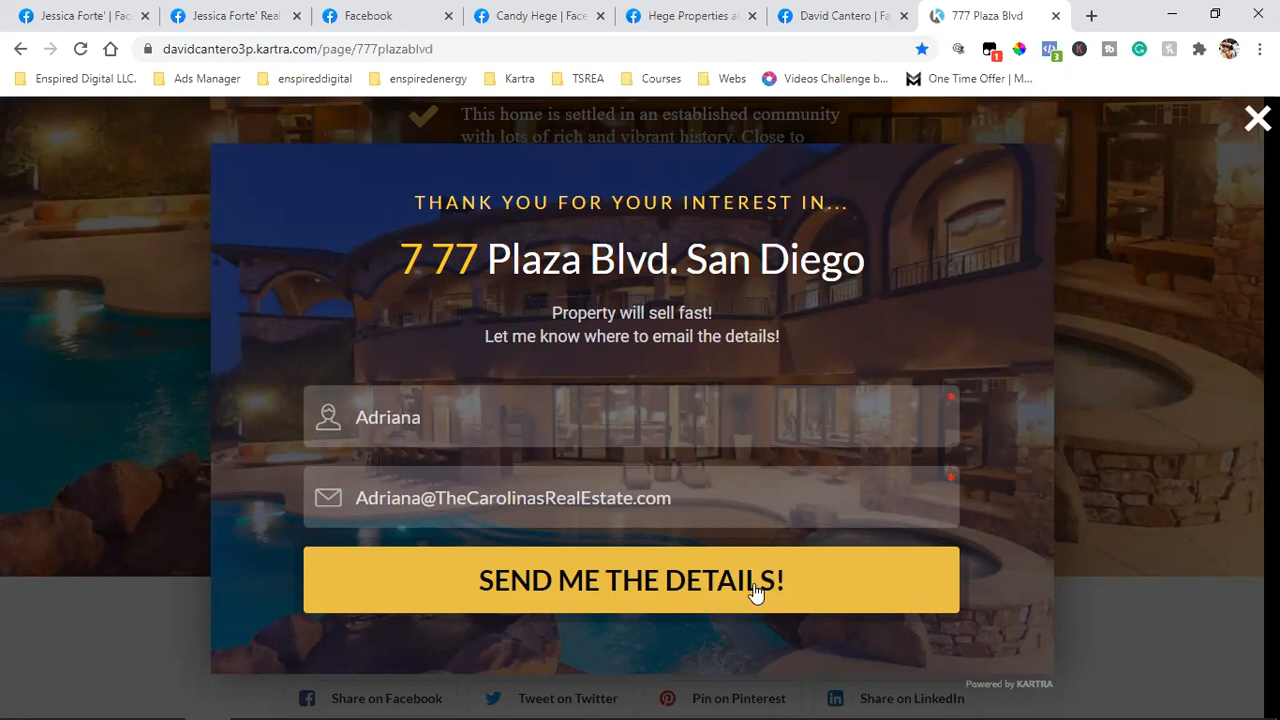 Jessica Forte' | Fac
Jessica Forte' Real
Facebook
Candy Hege | Face
Hege Properties at
David Cantero | Fa
777 Plaza Blvd
davidcantero3p.kartra.com/page/777plazablvd
1
3
Enspired Digital LLC.
Ads Manager
enspireddigital
enspiredenergy
Kartra
TSREA
Courses
Webs
Videos Challenge b...
One Time Offer | M...
This home is settled in an established community
with lots of rich and vibrant history. Close to
THANK YOU FOR YOUR INTEREST IN...
7 77 Plaza Blvd. San Diego
Property will sell fast!
Let me know where to email the details!
Adriana *
Adriana@TheCarolinasRealEstate.com *
SEND ME THE DETAILS!
Powered by KARTRA
Share on Facebook
Tweet on Twitter
Pin on Pinterest
Share on LinkedIn